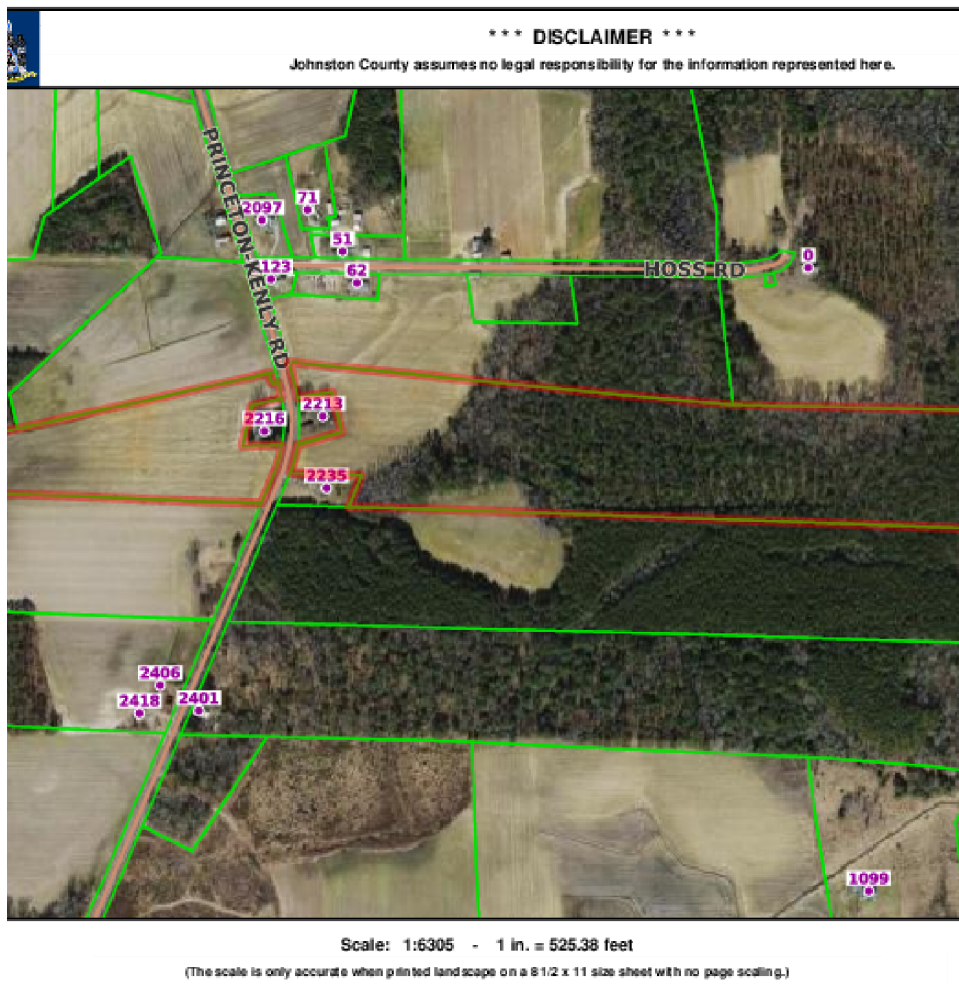 * * * DISCLAIMER * * *
Johnston County assumes no legal responsibility for the information represented here.
PRINCETON-KENLY RD
71
2097
51
0
123
62
HOSS RD
2213
2216
2235
2406
2418
2401
1099
Scale: 1:6305 - 1 in. = 525.38 feet
(The scale is only accurate when printed landscape on a 8 1/2 x 11 size sheet with no page scaling.)